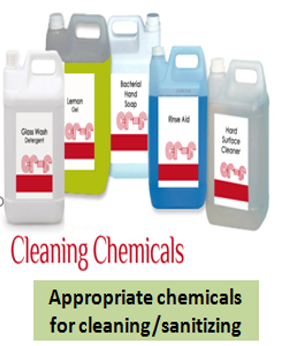 Glass Wash
Detergent
Lemon
Gel
Bacterial
Hand
Soap
Rinse Aid
Hard
Surface
Cleaner
Cleaning Chemicals
Appropriate chemicals
for cleaning/sanitizing